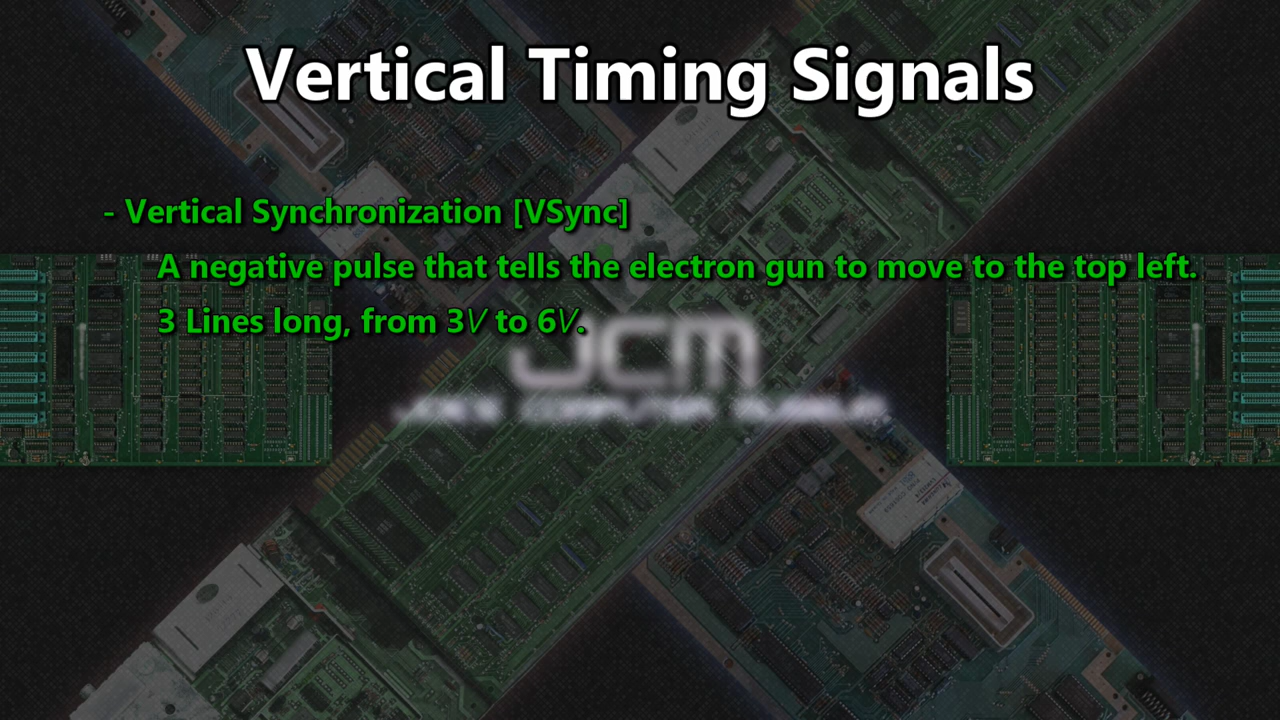 Vertical Timing Signals
- Vertical Synchronization [VSync]
A negative pulse that tells the electron gun to move to the top left.
3 Lines long, from 3V to 6V.
JCM